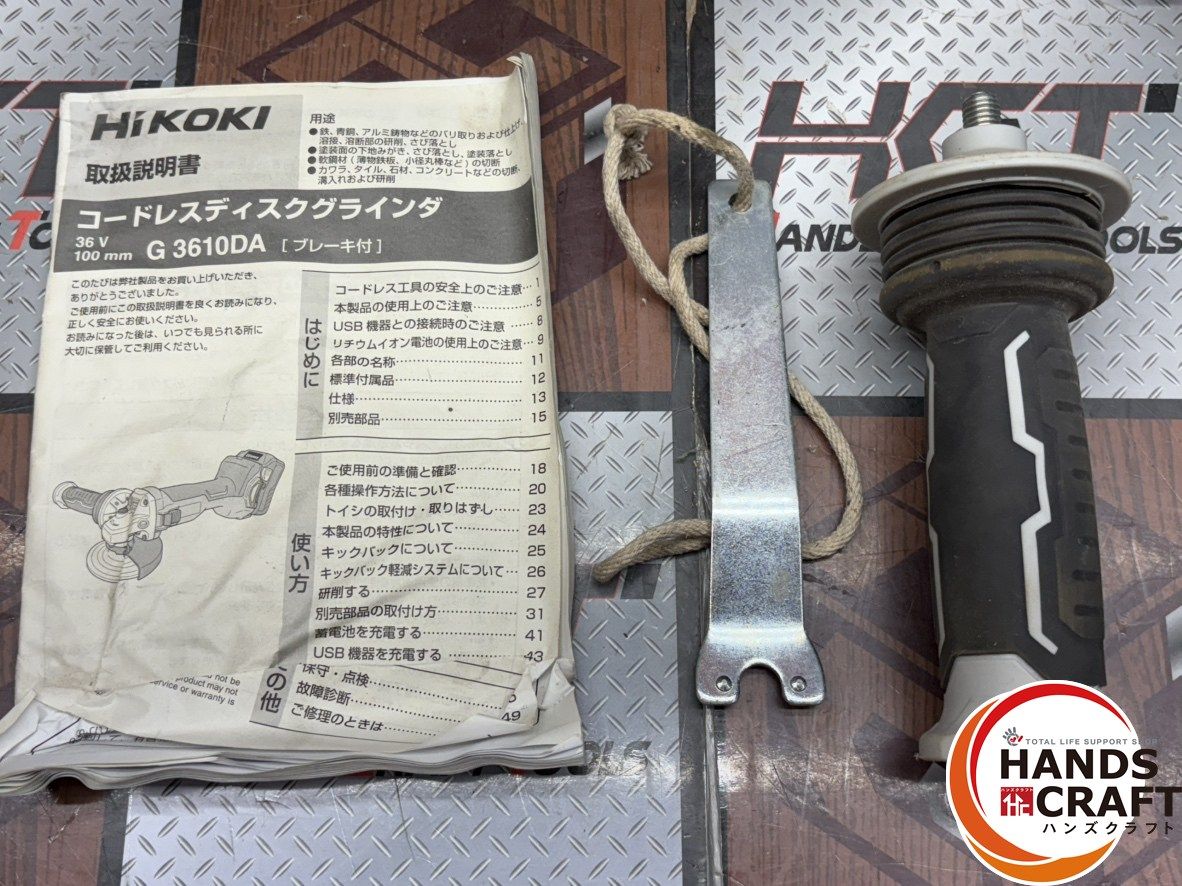 HiKOKI
取扱説明書
用途
●鉄、青銅、アルミ鋳物などのバリ取りおよび仕上げ、
溶接、溶断部の研削、さび落とし
●塗装面の下地みがき、さび落とし、塗装落とし
●軟鋼材（薄物鉄板、小径丸棒など）の切断
●カワラ、タイル、石材、コンクリートなどの切断、
溝入れおよび研削
コードレスディスクグラインダ
36 V
100 mm G 3610DA [ブレーキ付]
このたびは弊社製品をお買い上げいただき、
ありがとうございました。
ご使用前にこの取扱説明書を良くお読みになり、
正しく安全にお使いください。
お読みになった後は、いつでも見られる所に
大切に保管してご利用ください。
はじめに
コードレス工具の安全上のご注意… 1
本製品の使用上のご注意…… 5
USB 機器との接続時のご注意…… 8
リチウムイオン電池の使用上のご注意… 9
各部の名称…… 11
標準付属品…… 12
仕様…… 13
別売部品…… 15
使い方
ご使用前の準備と確認…… 18
各種操作方法について…… 20
トイシの取付け・取りはずし…… 23
本製品の特性について…… 24
キックバックについて…… 25
キックバック軽減システムについて… 26
研削する…… 27
別売部品の取付け方…… 31
蓄電池を充電する…… 41
USB 機器を充電する…… 43
の他
保守・点検
故障診断
ご修理のときは…… 49
not be
product may not
service or warranty is
HCT
HANDS
TOOLS
TOTAL LIFE SUPPORT SHOP
HANDS
ハンズクラフト
CRAFT
ハンズクラフト